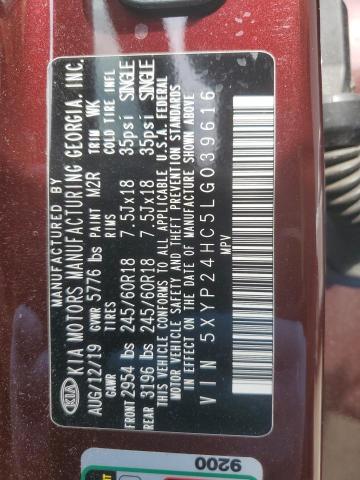 MANUFACTURED BY
KIA MOTORS MANUFACTURING GEORGIA, INC.
KIA
AUG/12/19 GVWR 5776 lbs PAINT M2R TRIM WK
GAWR TIRES RIMS COLD TIRE INFL
FRONT 2954 lbs 245/60R18 7.5Jx18 35psi SINGLE
REAR 3196 lbs 245/60R18 7.5Jx18 35psi SINGLE
THIS VEHICLE CONFORMS TO ALL APPLICABLE U.S.A. FEDERAL
MOTOR VEHICLE SAFETY AND THEFT PREVENTION STANDARDS
IN EFFECT ON THE DATE OF MANUFACTURE SHOWN ABOVE
VIN 5XYP24HC5LG039616
MPV
9200